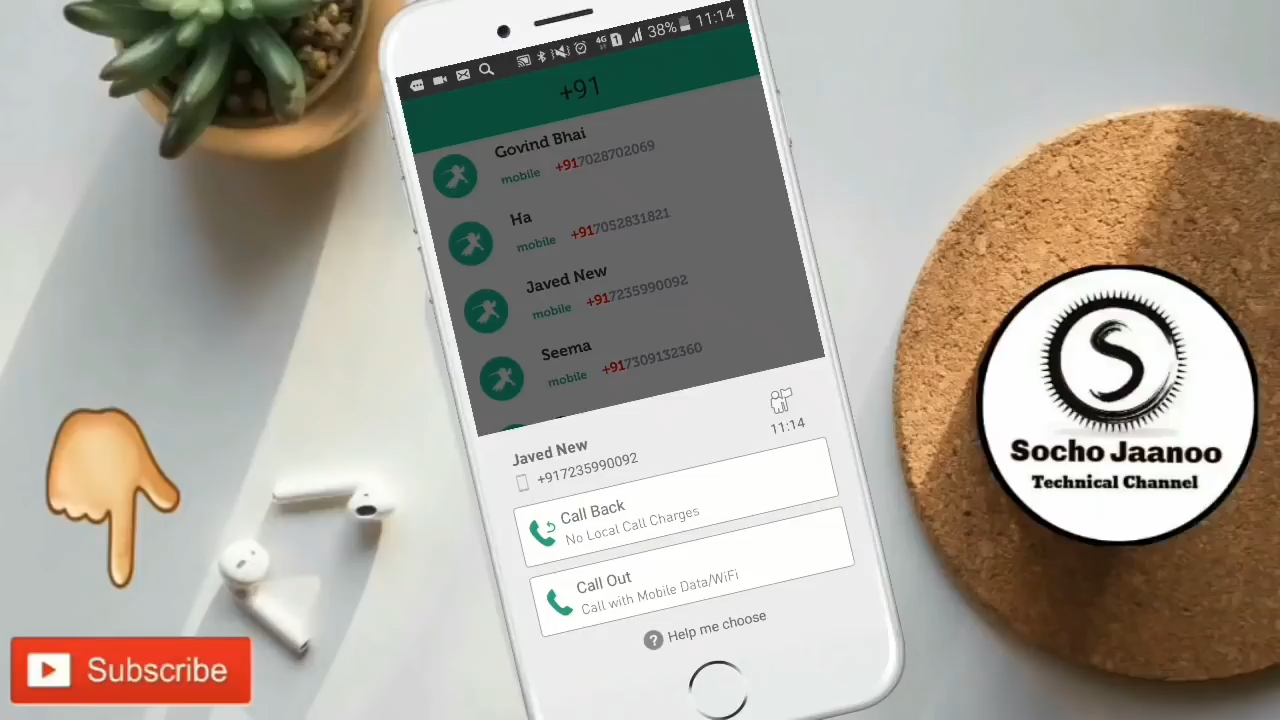 38% 11:14
+91
Govind Bhai
mobile +917028702069
Ha
mobile +917052831821
Javed New
mobile +917235990092
Seema
mobile +917309132360
Javed New
+917235990092
11:14
Call Back
No Local Call Charges
Call Out
Call with Mobile Data/WiFi
? Help me choose
S
Socho Jaanoo
Technical Channel
Subscribe